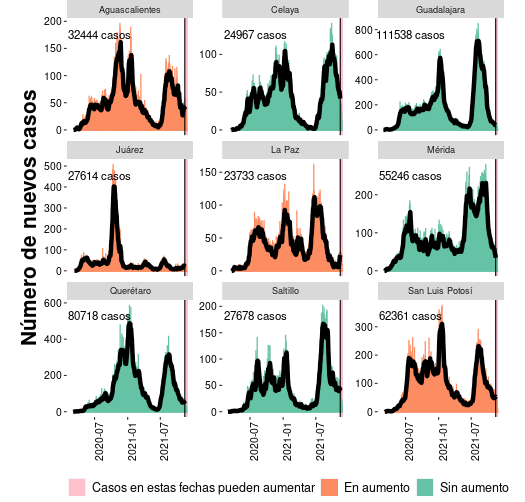 Número de nuevos casos
Aguascalientes
Celaya
Guadalajara
200
150
100
50
0
32444 casos
100
50
0
24967 casos
800
600
400
200
0
111538 casos
Juárez
La Paz
Mérida
500
400
300
200
100
0
27614 casos
150
100
50
0
23733 casos
200
100
0
55246 casos
Querétaro
Saltillo
San Luis Potosí
600
400
200
0
80718 casos
200
150
100
50
0
27678 casos
300
200
100
0
62361 casos
2020-07
2021-01
2021-07
2020-07
2021-01
2021-07
2020-07
2021-01
2021-07
Casos en estas fechas pueden aumentar
En aumento
Sin aumento